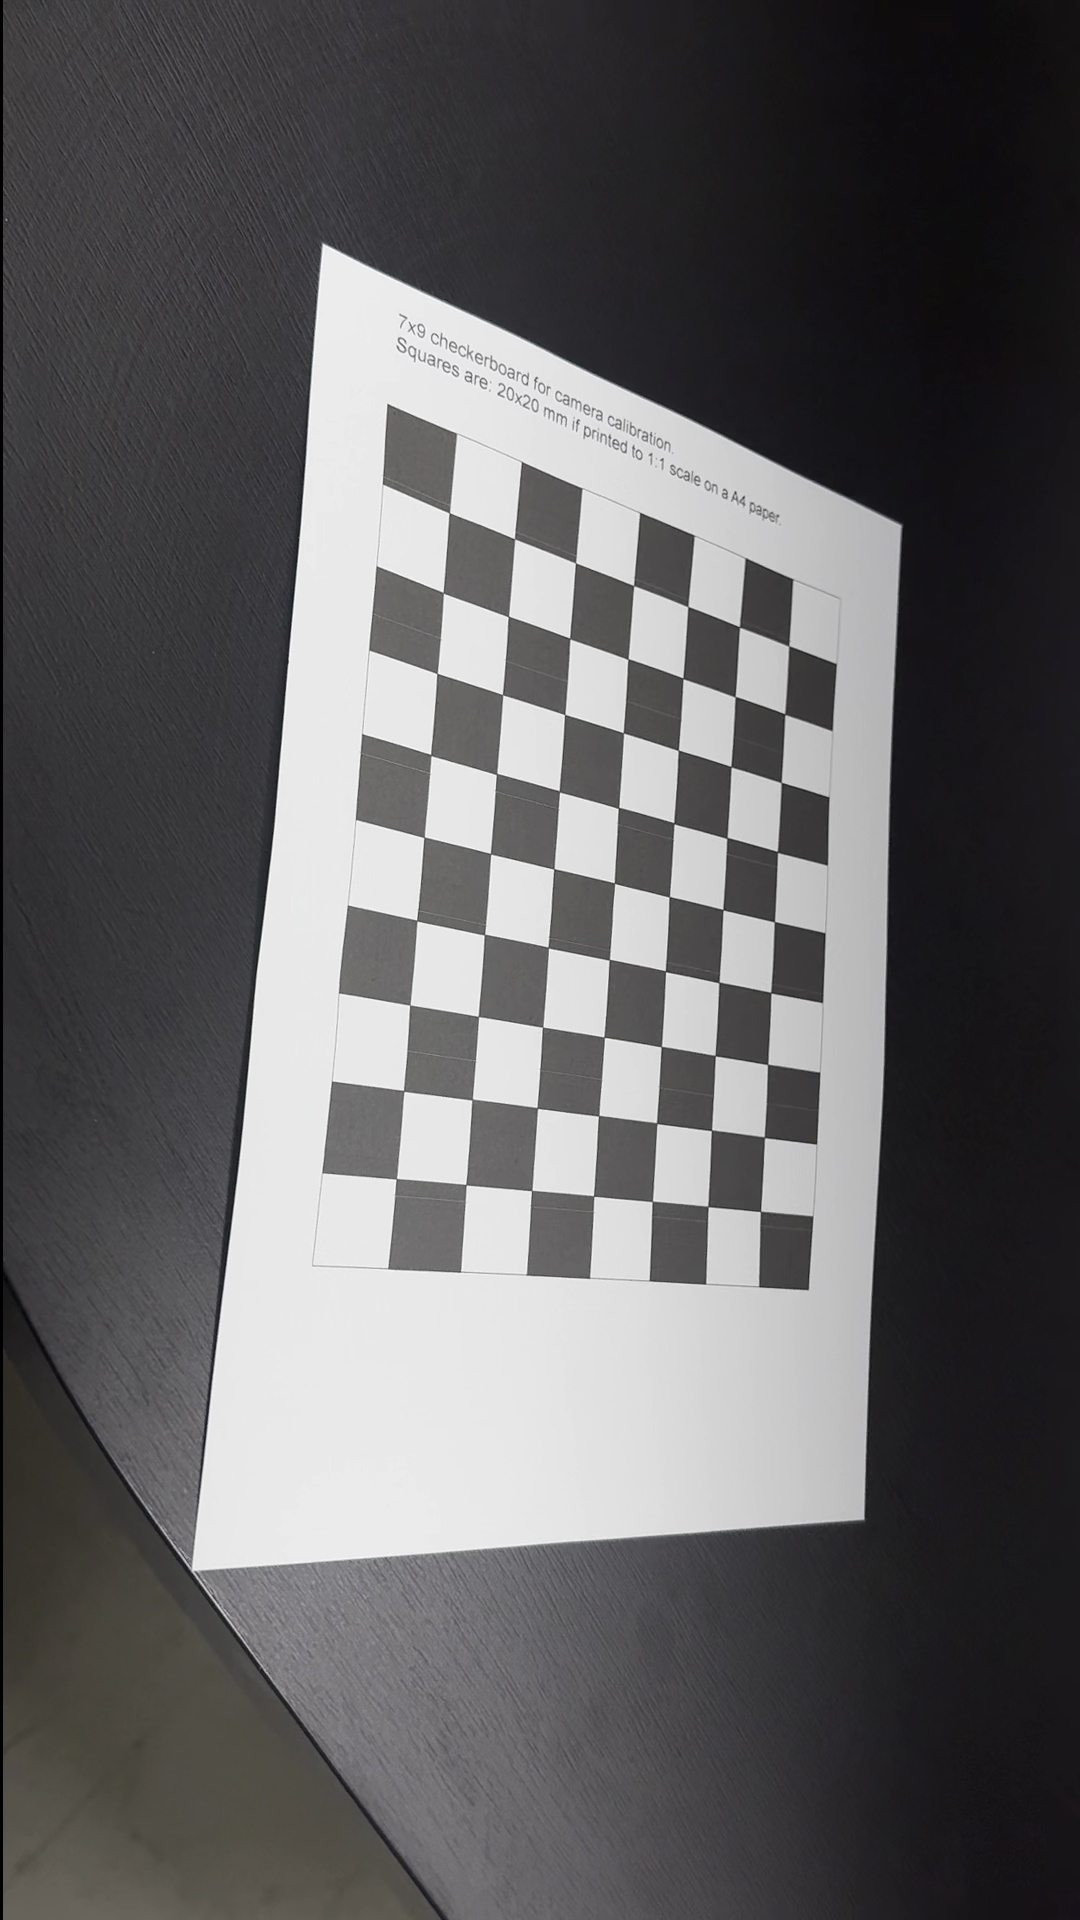 7x9 checkerboard for camera calibration.
Squares are: 20x20 mm if printed to 1:1 scale on a A4 paper.